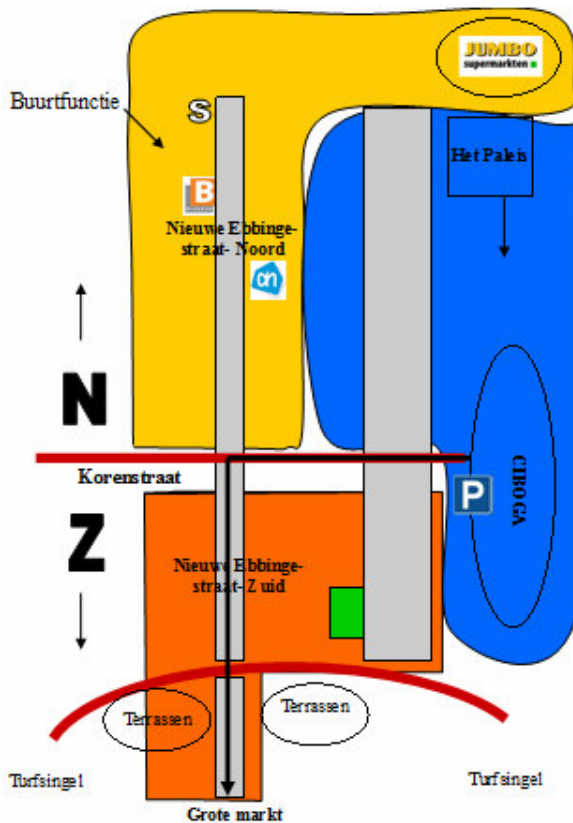 JUMBO
supermarkten
Buurtfunctie
S
Het Paleis
B
Nieuwe Ebbinge-
straat- Noord
ah
N
CIBOGA
Korenstraat
P
Z
Nieuwe Ebbinge-
straat-Zuid
Terrassen
Terrassen
Turfsingel
Turfsingel
Grote markt